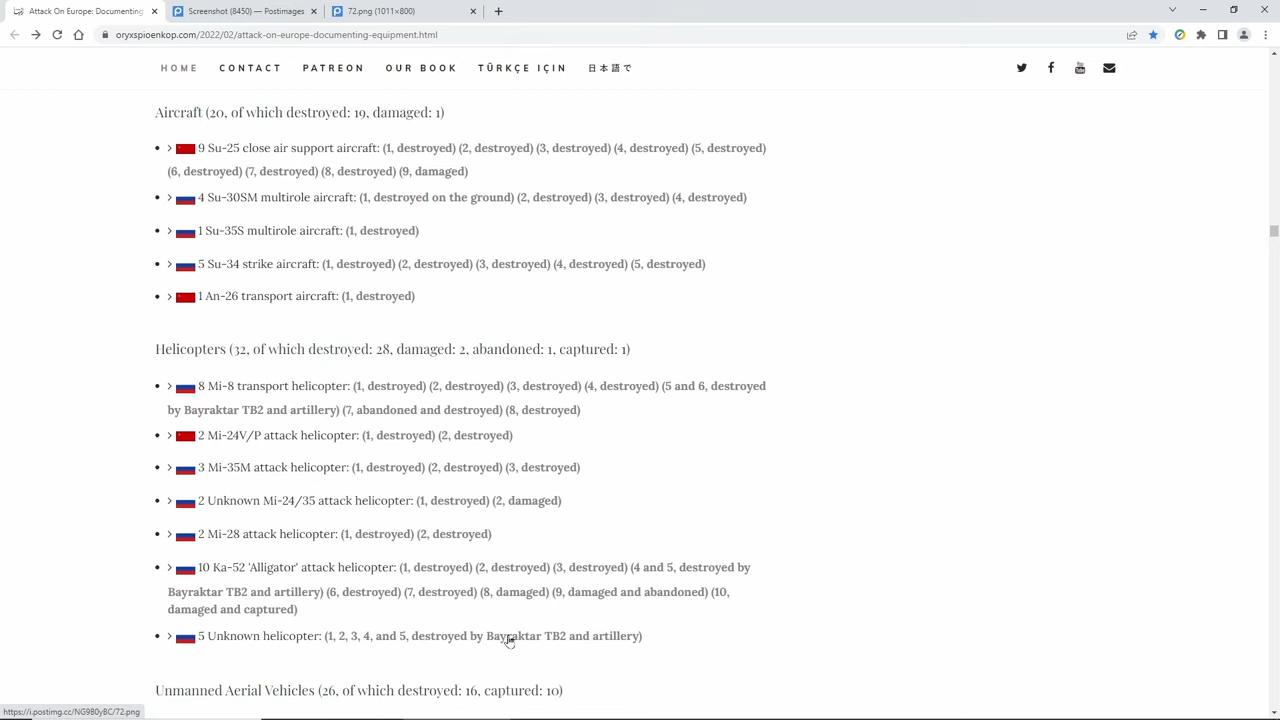 Attack On Europe: Documenting
Screenshot (8450) — Postimages
72.png (1011×800)
oryxspioenkop.com/2022/02/attack-on-europe-documenting-equipment.html
HOME CONTACT PATREON OUR BOOK TÜRKÇE IÇIN 日本語で
Aircraft (20, of which destroyed: 19, damaged: 1)
9 Su-25 close air support aircraft: (1, destroyed) (2, destroyed) (3, destroyed) (4, destroyed) (5, destroyed)
(6, destroyed) (7, destroyed) (8, destroyed) (9, damaged)
4 Su-30SM multirole aircraft: (1, destroyed on the ground) (2, destroyed) (3, destroyed) (4, destroyed)
1 Su-35S multirole aircraft: (1, destroyed)
5 Su-34 strike aircraft: (1, destroyed) (2, destroyed) (3, destroyed) (4, destroyed) (5, destroyed)
1 An-26 transport aircraft: (1, destroyed)
Helicopters (32, of which destroyed: 28, damaged: 2, abandoned: 1, captured: 1)
8 Mi-8 transport helicopter: (1, destroyed) (2, destroyed) (3, destroyed) (4, destroyed) (5 and 6, destroyed
by Bayraktar TB2 and artillery) (7, abandoned and destroyed) (8, destroyed)
2 Mi-24V/P attack helicopter: (1, destroyed) (2, destroyed)
3 Mi-35M attack helicopter: (1, destroyed) (2, destroyed) (3, destroyed)
2 Unknown Mi-24/35 attack helicopter: (1, destroyed) (2, damaged)
2 Mi-28 attack helicopter: (1, destroyed) (2, destroyed)
10 Ka-52 'Alligator' attack helicopter: (1, destroyed) (2, destroyed) (3, destroyed) (4 and 5, destroyed by
Bayraktar TB2 and artillery) (6, destroyed) (7, destroyed) (8, damaged) (9, damaged and abandoned) (10,
damaged and captured)
5 Unknown helicopter: (1, 2, 3, 4, and 5, destroyed by Bayraktar TB2 and artillery)
Unmanned Aerial Vehicles (26, of which destroyed: 16, captured: 10)
https://i.postimg.cc/NG980yBC/72.png